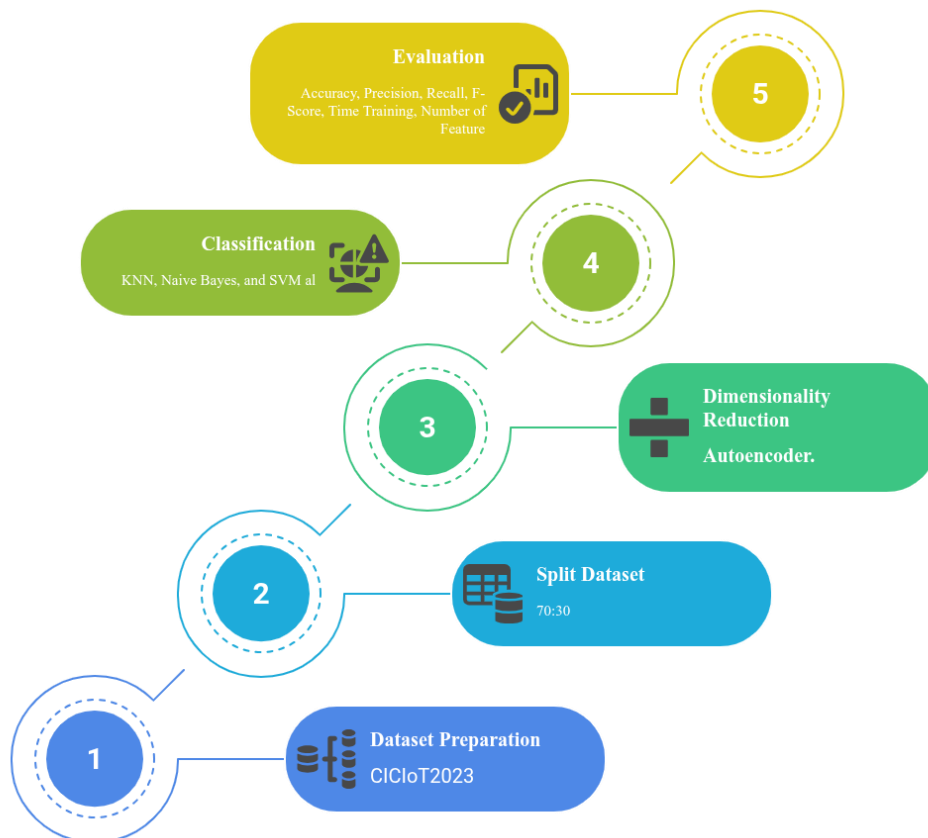 Evaluation
Accuracy, Precision, Recall, F-
Score, Time Training, Number of
Feature
5
Classification
KNN, Naive Bayes, and SVM al
4
3
Dimensionality
Reduction
Autoencoder.
2
Split Dataset
70:30
1
Dataset Preparation
CICIoT2023